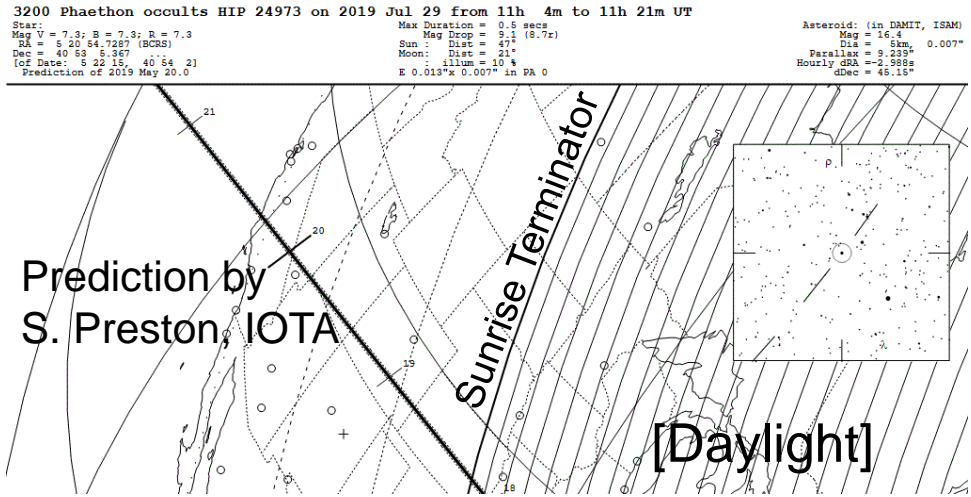 3200 Phaethon occults HIP 24973 on 2019 Jul 29 from 11h  4m to 11h 21m UT
Star:
Mag V = 7.3; B = 7.3; R = 7.3
RA =  5 20 54.7287 (BCRS)
Dec = 40 53  5.367   ...
[of Date:  5 22 15,  40 54  2]
Prediction of 2019 May 20.0
Max Duration =  0.5 secs
Mag Drop =  9.1 (8.7r)
Sun :   Dist =  47°
Moon:   Dist =  21°
:  illum = 10 %
E 0.013"x 0.007" in PA 0
Asteroid: (in DAMIT, ISAM)
Mag = 16.4
Dia =   5km,  0.007"
Parallax = 9.239"
Hourly dRA =-2.988s
dDec = 45.15"
21
20
19
18
Sunrise Terminator
Prediction by
S. Preston, IOTA
[Daylight]
ρ